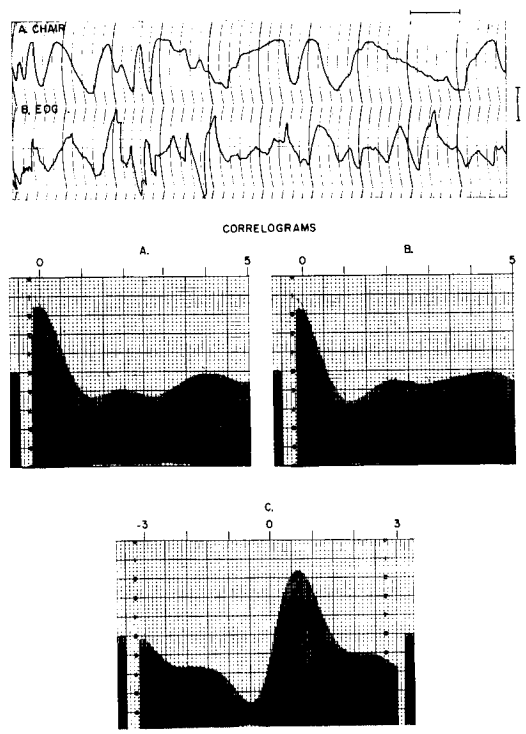 A. CHAIR
B. EOG
CORRELOGRAMS
A.
B.
0 5
0 5
C.
-3 0 3